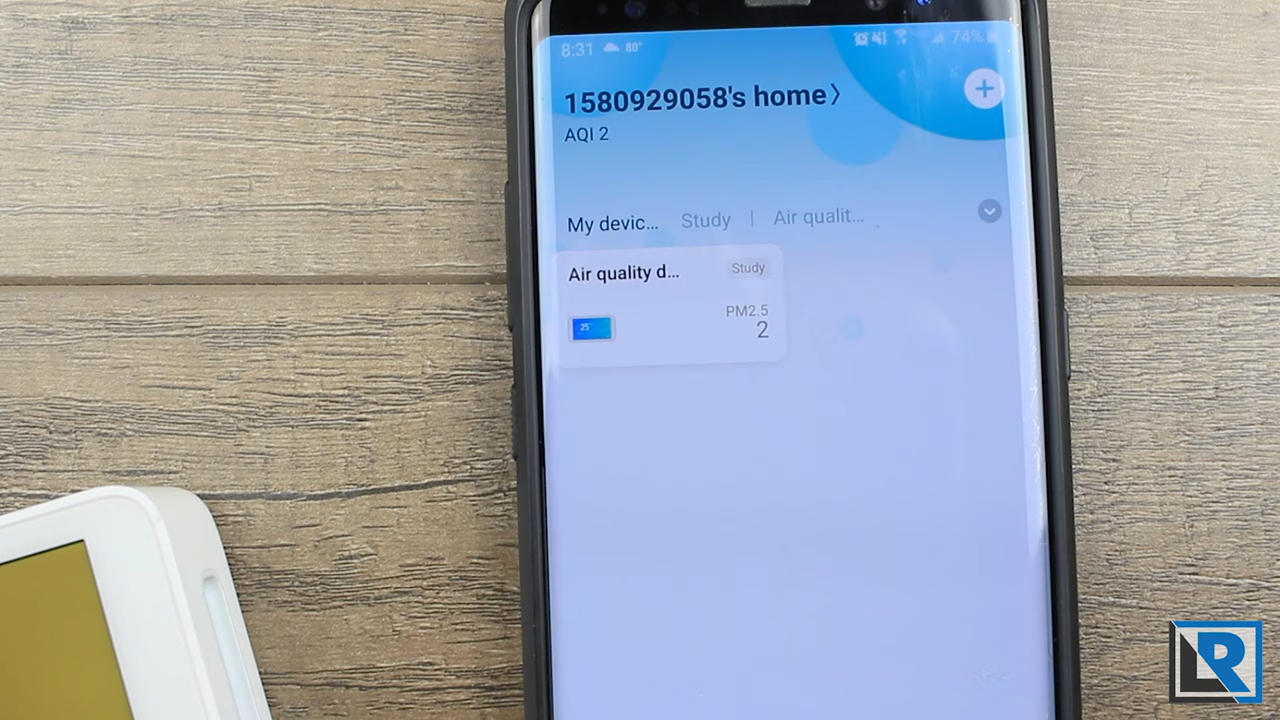 8:31 80° 74%
1580929058's home〉
AQI 2
My devic... Study | Air qualit...
Air quality d... Study
PM2.5
25
2
LR